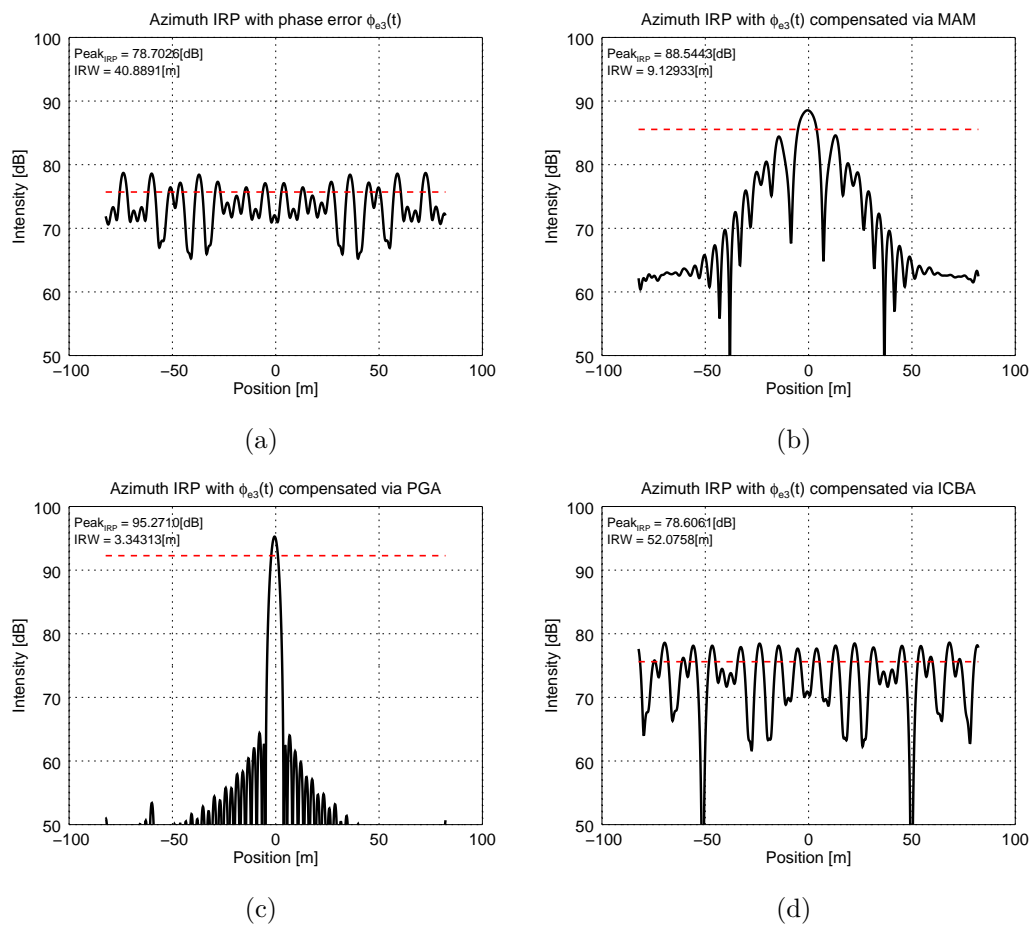 Azimuth IRP with phase error ϕe3(t)
PeakIRP = 78.7026[dB]
IRW = 40.8891[m]
100
90
80
70
60
50
Intensity [dB]
−100
−50
0
50
100
Position [m]
(a)
Azimuth IRP with ϕe3(t) compensated via MAM
PeakIRP = 88.5443[dB]
IRW = 9.12933[m]
100
90
80
70
60
50
Intensity [dB]
−100
−50
0
50
100
Position [m]
(b)
Azimuth IRP with ϕe3(t) compensated via PGA
PeakIRP = 95.2710[dB]
IRW = 3.34313[m]
100
90
80
70
60
50
Intensity [dB]
−100
−50
0
50
100
Position [m]
(c)
Azimuth IRP with ϕe3(t) compensated via ICBA
PeakIRP = 78.6061[dB]
IRW = 52.0758[m]
100
90
80
70
60
50
Intensity [dB]
−100
−50
0
50
100
Position [m]
(d)